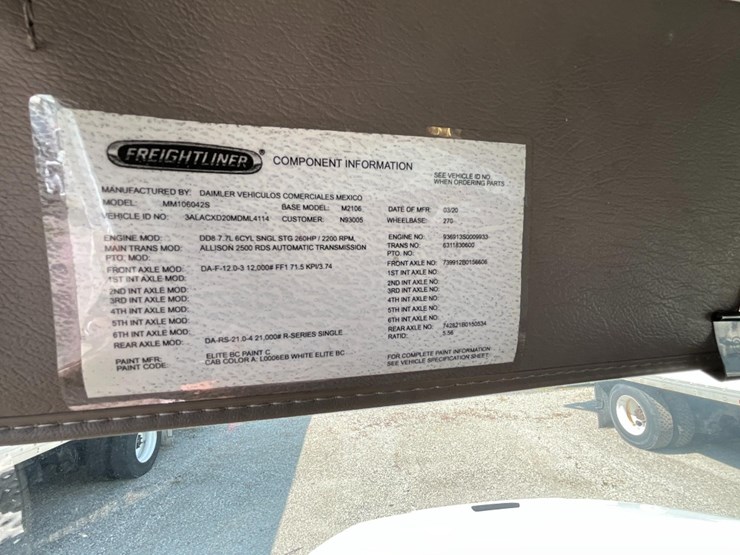 FREIGHTLINER COMPONENT INFORMATION
SEE VEHICLE ID NO.
WHEN ORDERING PARTS
MANUFACTURED BY: DAIMLER VEHICULOS COMERCIALES MEXICO
MODEL: MM106042S BASE MODEL: M2106 DATE OF MFR: 03/20
VEHICLE ID NO: 3ALACXD20MDML4114 CUSTOMER: N93005 WHEELBASE: 270
ENGINE MOD: DD8 7.7L 6CYL SNGL STG 260HP / 2200 RPM, ENGINE NO: 936913S0009933
MAIN TRANS MOD: ALLISON 2500 RDS AUTOMATIC TRANSMISSION TRANS NO: 6311830600
PTO. MOD: PTO. NO:
FRONT AXLE MOD: DA-F-12.0-3 12,000# FF1 71.5 KPI/3.74 FRONT AXLE NO: 739912B0156606
1ST INT AXLE MOD: 1ST INT AXLE NO:
2ND INT AXLE MOD: 2ND INT AXLE NO:
3RD INT AXLE MOD: 3RD INT AXLE NO:
4TH INT AXLE MOD: 4TH INT AXLE NO:
5TH INT AXLE MOD: 5TH INT AXLE NO:
6TH INT AXLE MOD: 6TH INT AXLE NO:
REAR AXLE MOD: DA-RS-21.0-4 21,000# R-SERIES SINGLE REAR AXLE NO: 742821B0150534
RATIO: 5.56
PAINT MFR: ELITE BC PAINT C
PAINT CODE: CAB COLOR A: L0006EB WHITE ELITE BC
FOR COMPLETE PAINT INFORMATION
SEE VEHICLE SPECIFICATION SHEET